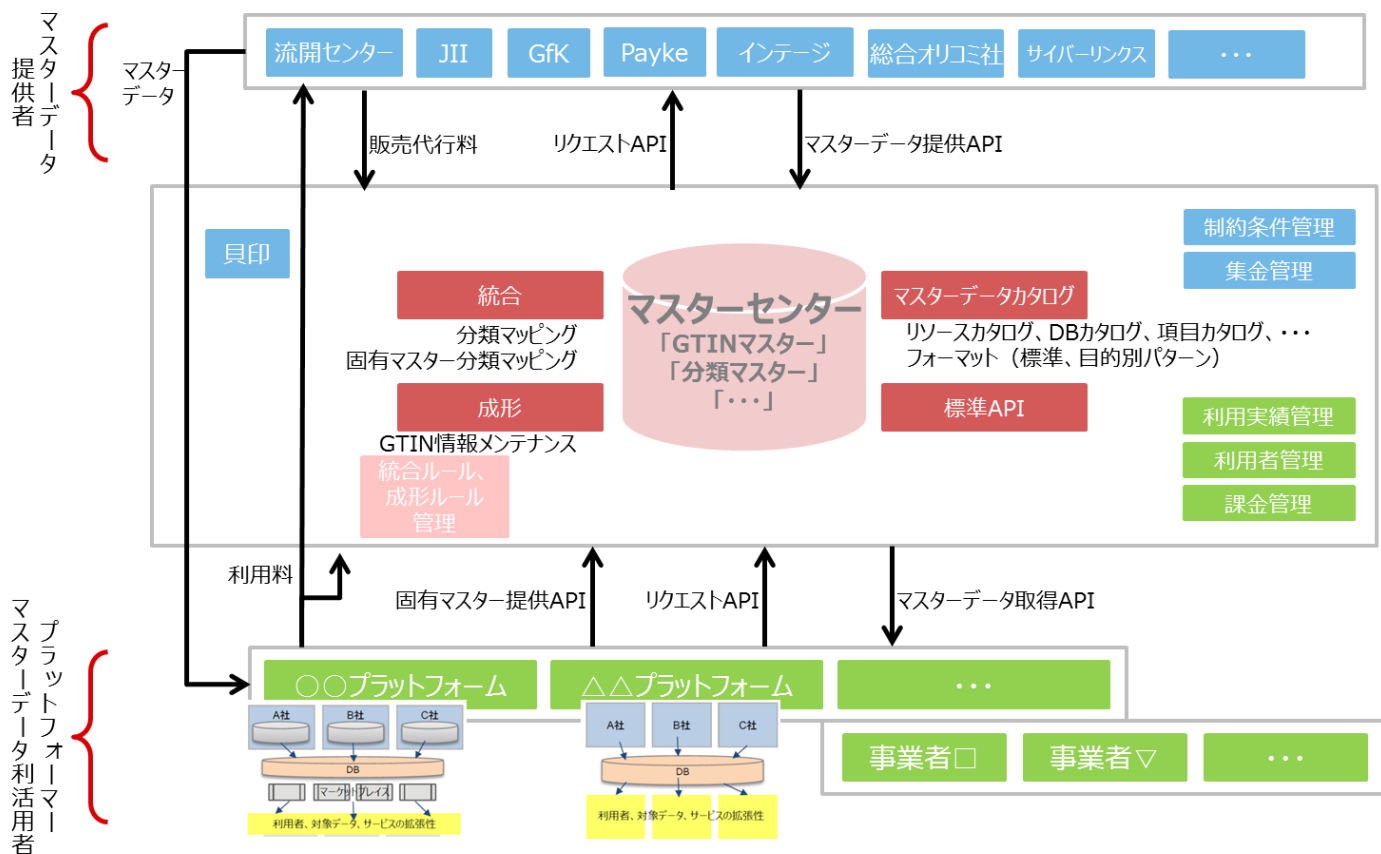 マスターデータ
提供者
マスター
データ
流開センター
JII
GfK
Payke
インテージ
総合オリコミ社
サイバーリンクス
・・・
販売代行料
リクエストAPI
マスターデータ提供API
貝印
制約条件管理
集金管理
統合
分類マッピング
固有マスター分類マッピング
成形
GTIN情報メンテナンス
統合ルール、
成形ルール
管理
マスターセンター
「GTINマスター」
「分類マスター」
「・・・」
マスターデータカタログ
リソースカタログ、DBカタログ、項目カタログ、・・・
フォーマット（標準、目的別パターン）
標準API
利用実績管理
利用者管理
課金管理
利用料
固有マスター提供API
リクエストAPI
マスターデータ取得API
プラットフォーマー
マスターデータ利活用者
○○プラットフォーム
△△プラットフォーム
・・・
A社
B社
C社
DB
マーケットプレイス
利用者、対象データ、サービスの拡張性
A社
B社
C社
DB
利用者、対象データ、サービスの拡張性
事業者□
事業者▽
・・・